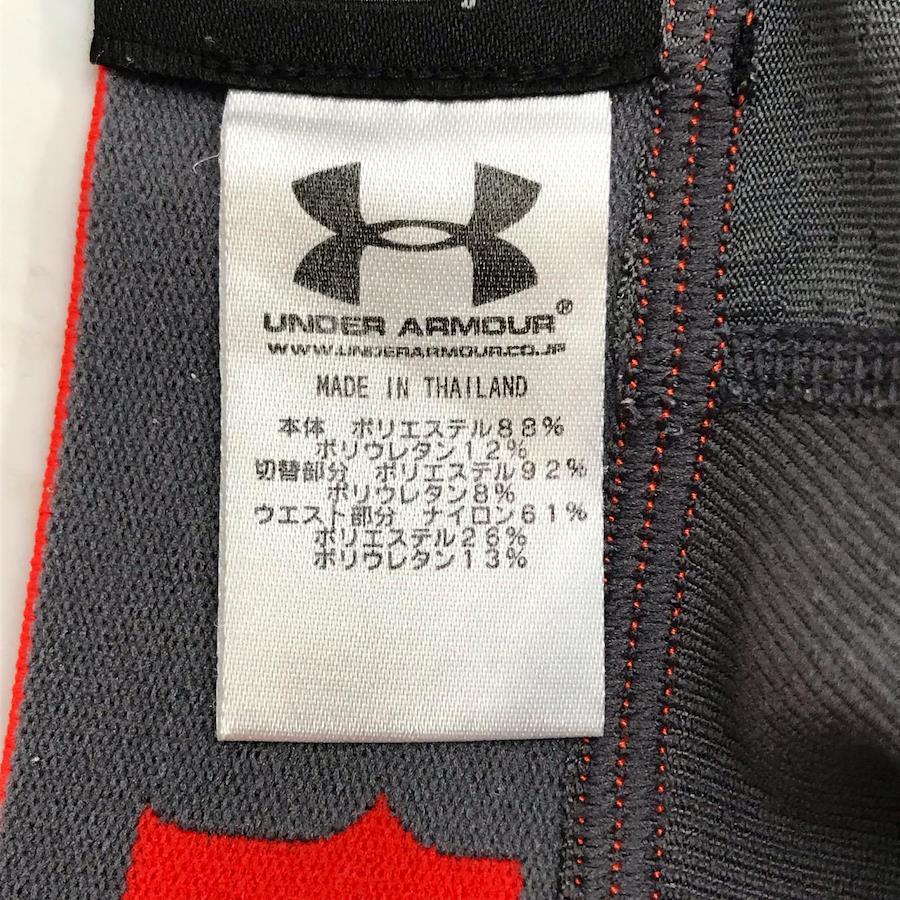 UNDER ARMOUR®
WWW.UNDERARMOUR.CO.JP
MADE IN THAILAND
本体 ポリエステル88%
ポリウレタン12%
切替部分 ポリエステル92%
ポリウレタン8%
ウエスト部分 ナイロン61%
ポリエステル26%
ポリウレタン13%